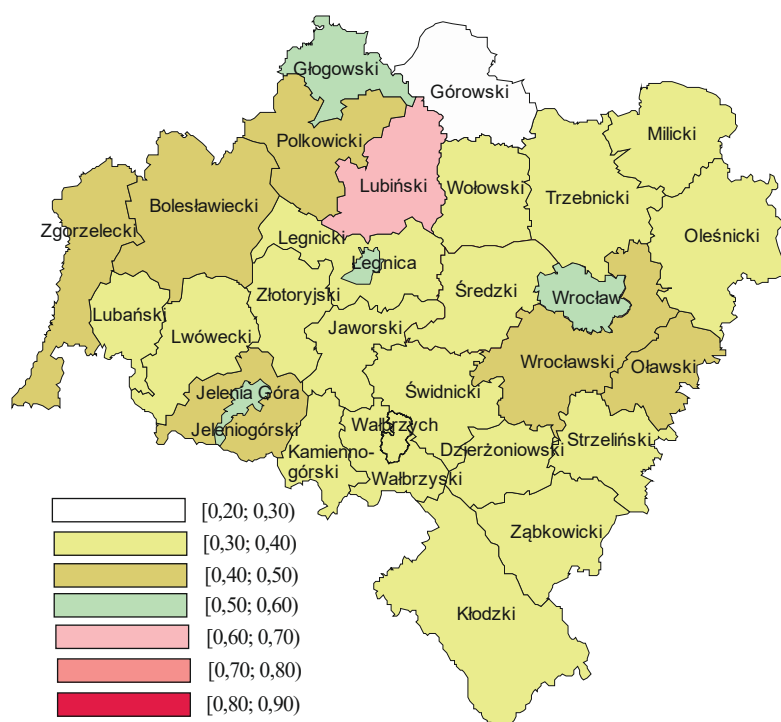 Głogowski
Górowski
Milicki
Polkowicki
Lubiński
Wołowski
Trzebnicki
Bolesławiecki
Zgorzelecki
Legnicki
Oleśnicki
Legnica
Złotoryjski
Średzki
Wrocław
Lubański
Lwówecki
Jaworski
Wrocławski
Oławski
Jelenia Góra
Świdnicki
Jeleniogórski
Wałbrzych
Dzierżoniowski
Strzeliński
Kamienno-
górski
Wałbrzyski
Ząbkowicki
Kłodzki
[0,20; 0,30)
[0,30; 0,40)
[0,40; 0,50)
[0,50; 0,60)
[0,60; 0,70)
[0,70; 0,80)
[0,80; 0,90)